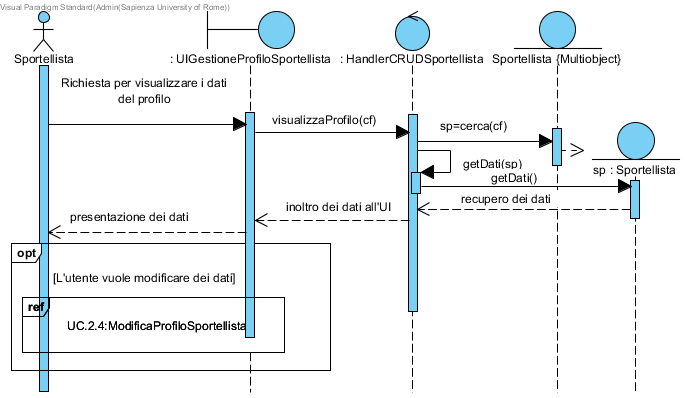 Visual Paradigm Standard(Admin(Sapienza University of Rome))
Sportellista
: UIGestioneProfiloSportellista
: HandlerCRUDSportellista
Sportellista {Multiobject}
Richiesta per visualizzare i dati
del profilo
visualizzaProfilo(cf)
sp=cerca(cf)
getDati(sp)
sp : Sportellista
getDati()
recupero dei dati
inoltro dei dati all'UI
presentazione dei dati
opt
[L'utente vuole modificare dei dati]
ref
UC.2.4:ModificaProfiloSportellista